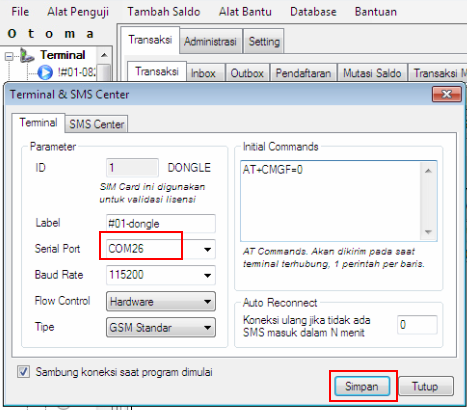 File Alat Penguji Tambah Saldo Alat Bantu Database Bantuan
O t o m a
Transaksi Administrasi Setting
Terminal
!#01-082
Transaksi Inbox Outbox Pendaftaran Mutasi Saldo Transaksi M
Terminal & SMS Center
Terminal SMS Center
Parameter
ID 1 DONGLE
SIM Card ini digunakan
untuk validasi lisensi
Label #01-dongle
Serial Port COM26
Baud Rate 115200
Flow Control Hardware
Tipe GSM Standar
Initial Commands
AT+CMGF=0
AT Commands. Akan dikirim pada saat
terminal terhubung, 1 perintah per baris.
Auto Reconnect
Koneksi ulang jika tidak ada
SMS masuk dalam N menit
0
Sambung koneksi saat program dimulai
Simpan Tutup